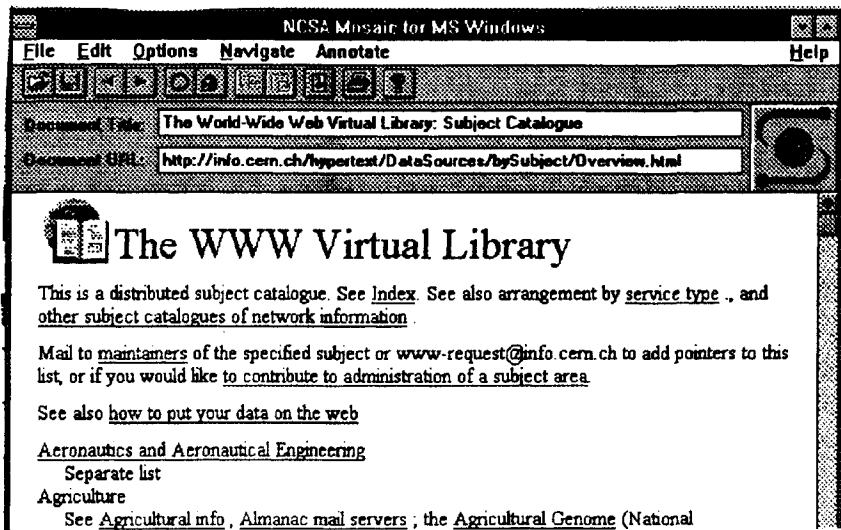 NCSA Mosaic for MS Windows
File Edit Options Navigate Annotate Help
Document Title: The World-Wide Web Virtual Library: Subject Catalogue
Document URL: http://info.cern.ch/hypertext/DataSources/bySubject/Overview.html
The WWW Virtual Library
This is a distributed subject catalogue. See Index. See also arrangement by service type ., and
other subject catalogues of network information .
Mail to maintainers of the specified subject or www-request@info.cern.ch to add pointers to this
list, or if you would like to contribute to administration of a subject area
See also how to put your data on the web
Aeronautics and Aeronautical Engineering
Separate list
Agriculture
See Agricultural info , Almanac mail servers ; the Agricultural Genome (National